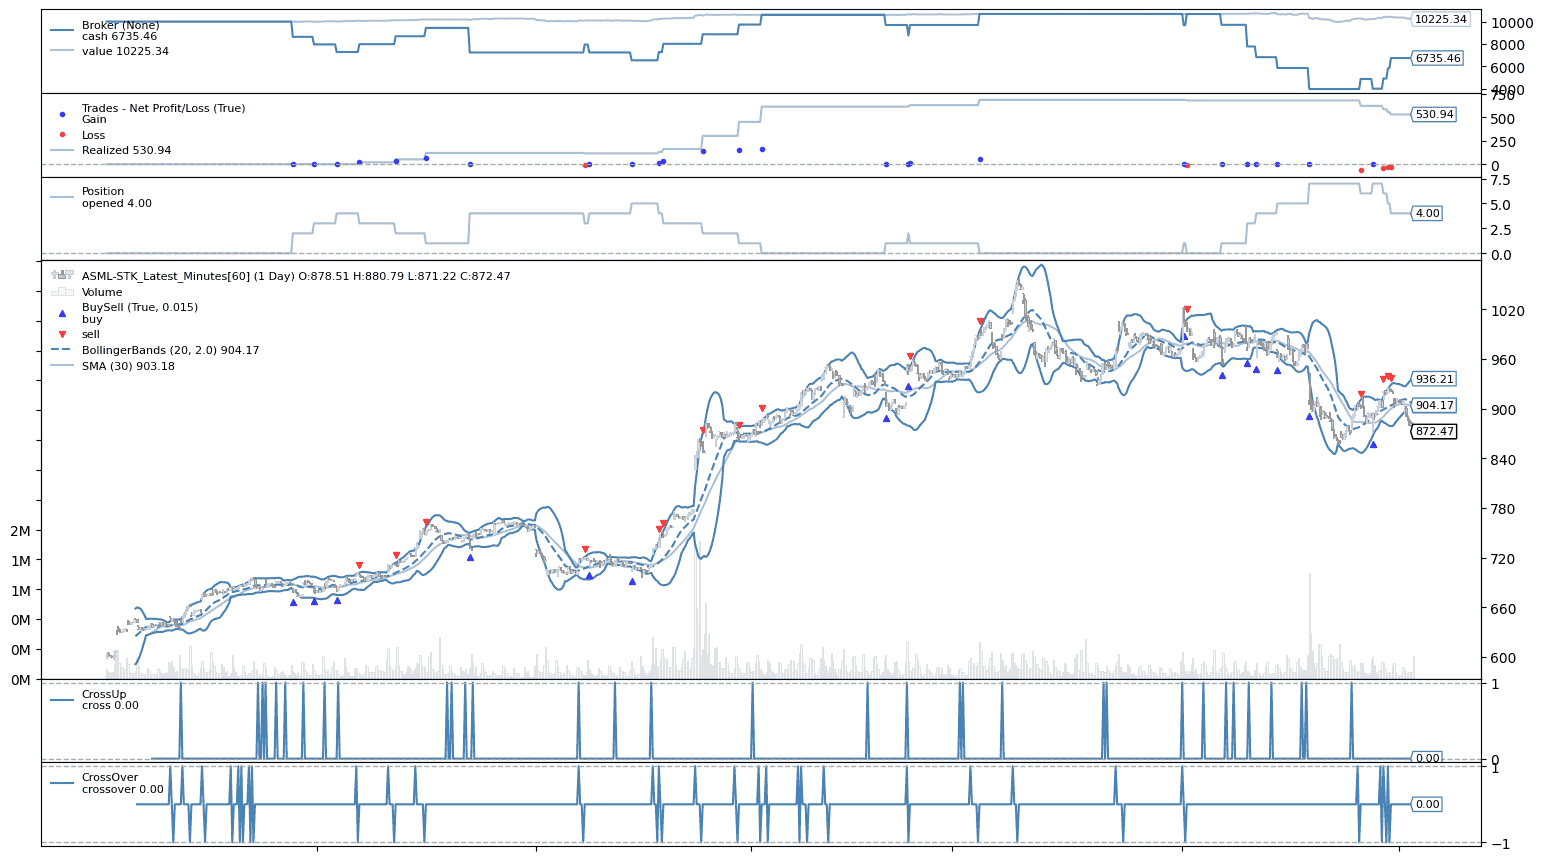 Broker (None)
cash 6735.46
value 10225.34
10225.34
6735.46
10000
8000
6000
4000
Trades - Net Profit/Loss (True)
Gain
Loss
Realized 530.94
530.94
750
500
250
0
Position
opened 4.00
4.00
7.5
5.0
2.5
0.0
ASML-STK_Latest_Minutes[60] (1 Day) O:878.51 H:880.79 L:871.22 C:872.47
Volume
BuySell (True, 0.015)
buy
sell
BollingerBands (20, 2.0) 904.17
SMA (30) 903.18
2M
1M
1M
0M
0M
0M
936.21
904.17
872.47
1020
960
900
840
780
720
660
600
CrossUp
cross 0.00
0.00
1
0
CrossOver
crossover 0.00
0.00
1
−1